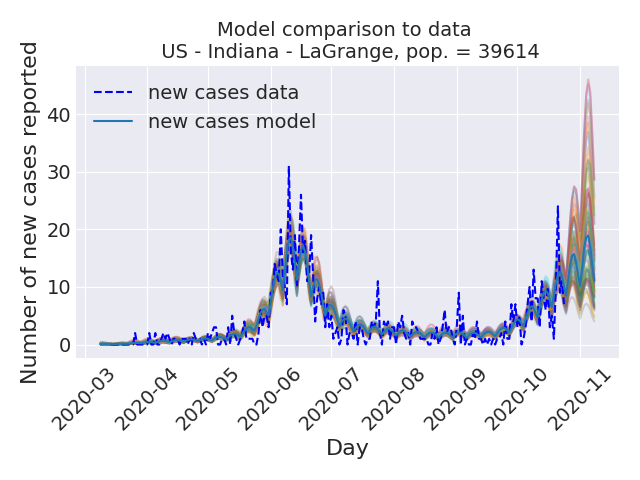 Model comparison to data
US - Indiana - LaGrange, pop. = 39614
Number of new cases reported
new cases data
new cases model
40
30
20
10
0
2020-03
2020-04
2020-05
2020-06
2020-07
2020-08
2020-09
2020-10
2020-11
Day